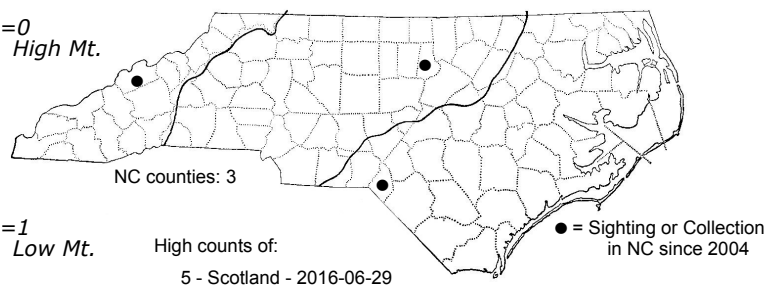 =0
High Mt.
NC counties: 3
=1
Low Mt.
High counts of:
5 - Scotland - 2016-06-29
● = Sighting or Collection
in NC since 2004